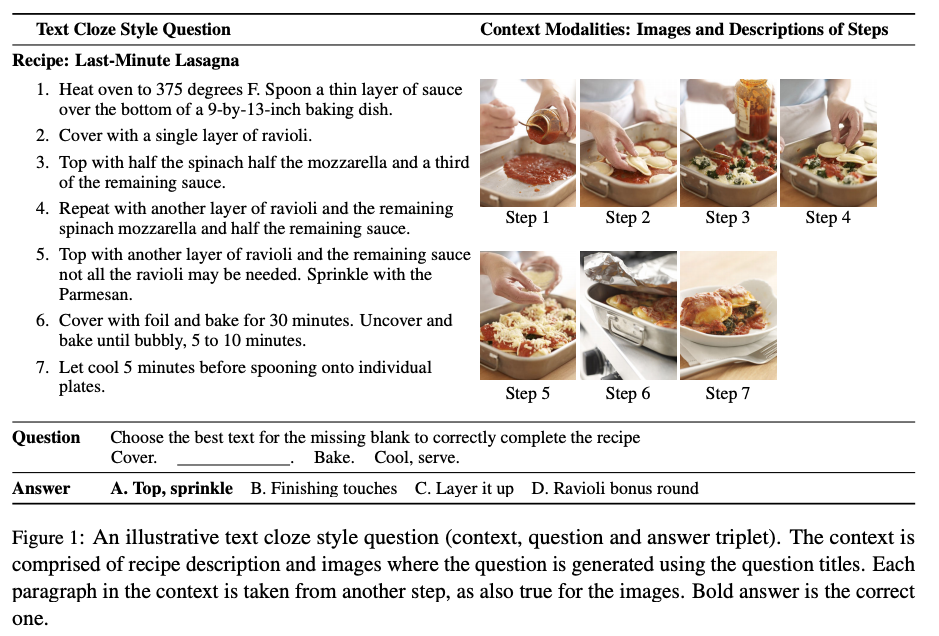 Text Cloze Style Question    Context Modalities: Images and Descriptions of Steps
Recipe: Last-Minute Lasagna
1. Heat oven to 375 degrees F. Spoon a thin layer of sauce
over the bottom of a 9-by-13-inch baking dish.
2. Cover with a single layer of ravioli.
3. Top with half the spinach half the mozzarella and a third
of the remaining sauce.
4. Repeat with another layer of ravioli and the remaining
spinach mozzarella and half the remaining sauce.
5. Top with another layer of ravioli and the remaining sauce
not all the ravioli may be needed. Sprinkle with the
Parmesan.
6. Cover with foil and bake for 30 minutes. Uncover and
bake until bubbly, 5 to 10 minutes.
7. Let cool 5 minutes before spooning onto individual
plates.
Step 1    Step 2    Step 3    Step 4
Step 5    Step 6    Step 7
Question    Choose the best text for the missing blank to correctly complete the recipe
Cover. ____________. Bake. Cool, serve.
Answer    A. Top, sprinkle    B. Finishing touches    C. Layer it up    D. Ravioli bonus round
Figure 1: An illustrative text cloze style question (context, question and answer triplet). The context is
comprised of recipe description and images where the question is generated using the question titles. Each
paragraph in the context is taken from another step, as also true for the images. Bold answer is the correct
one.